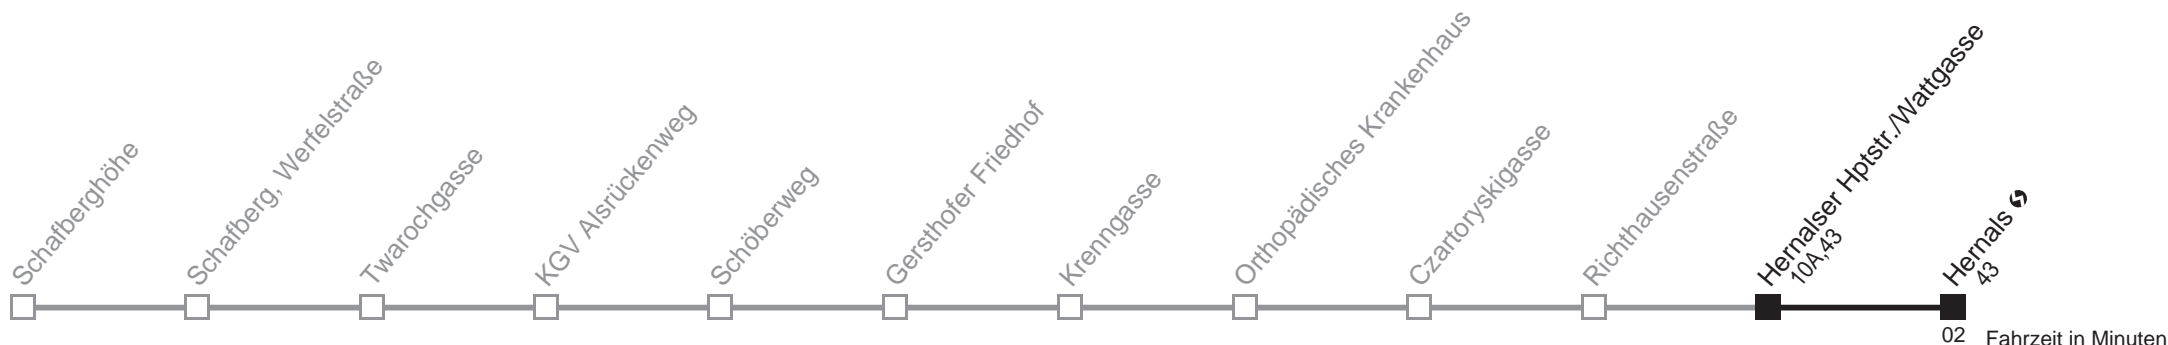 Schafberghöhe
Schafberg, Werfelstraße
Twarochgasse
KGV Alsrückenweg
Schöberweg
Gersthofer Friedhof
Krenngasse
Orthopädisches Krankenhaus
Czartoryskigasse
Richthausenstraße
Hernalser Hptstr./Wattgasse
10A,43
Hernals
43
02 Fahrzeit in Minuten